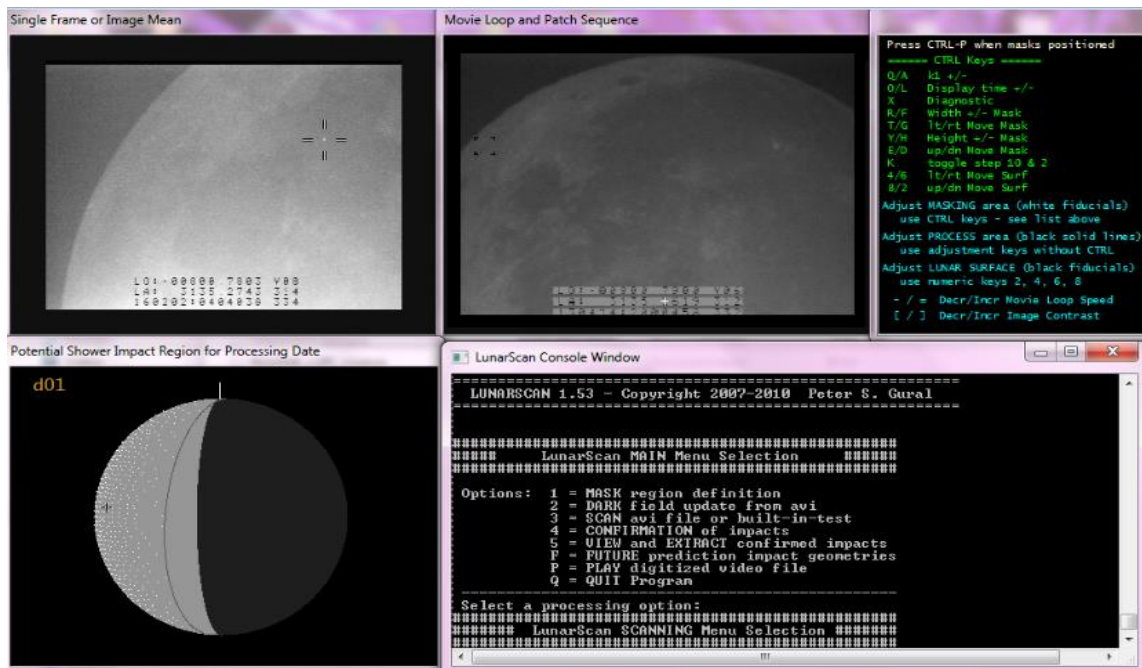 Single Frame or Image Mean
160202:0404038 334
Movie Loop and Patch Sequence
Press CTRL-P when masks positioned
====== CTRL Keys ======
Q/A k1 +/-
O/L Display time +/-
X Diagnostic
R/F Width +/- Mask
T/G lt/rt Move Mask
Y/H Height +/- Mask
E/D up/dn Move Mask
K toggle step 10 & 2
4/6 lt/rt Move Surf
8/2 up/dn Move Surf
Adjust MASKING area (white fiducials)
use CTRL keys - see list above
Adjust PROCESS area (black solid lines)
use adjustment keys without CTRL
Adjust LUNAR SURFACE (black fiducials)
use numeric keys 2, 4, 6, 8
- / = Decr/Incr Movie Loop Speed
[ / ] Decr/Incr Image Contrast
Potential Shower Impact Region for Processing Date
d01
LunarScan Console Window
LUNARSCAN 1.53 - Copyright 2007-2010 Peter S. Gural
##### LunarScan MAIN Menu Selection ######
Options: 1 = MASK region definition
2 = DARK field update from avi
3 = SCAN avi file or built-in-test
4 = CONFIRMATION of impacts
5 = VIEW and EXTRACT confirmed impacts
F = FUTURE prediction impact geometries
P = PLAY digitized video file
Q = QUIT Program
Select a processing option:
####### LunarScan SCANNING Menu Selection #######